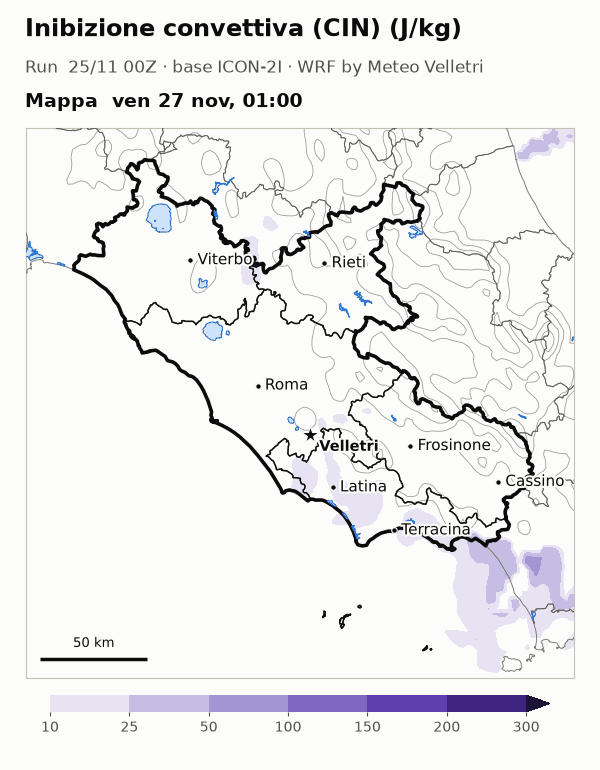 Inibizione convettiva (CIN) (J/kg)
Run  25/11 00Z · base ICON-2I · WRF by Meteo Velletri
Mappa  ven 27 nov, 01:00
Viterbo
Rieti
Roma
Velletri
Frosinone
Latina
Cassino
Terracina
50 km
10 25 50 100 150 200 300